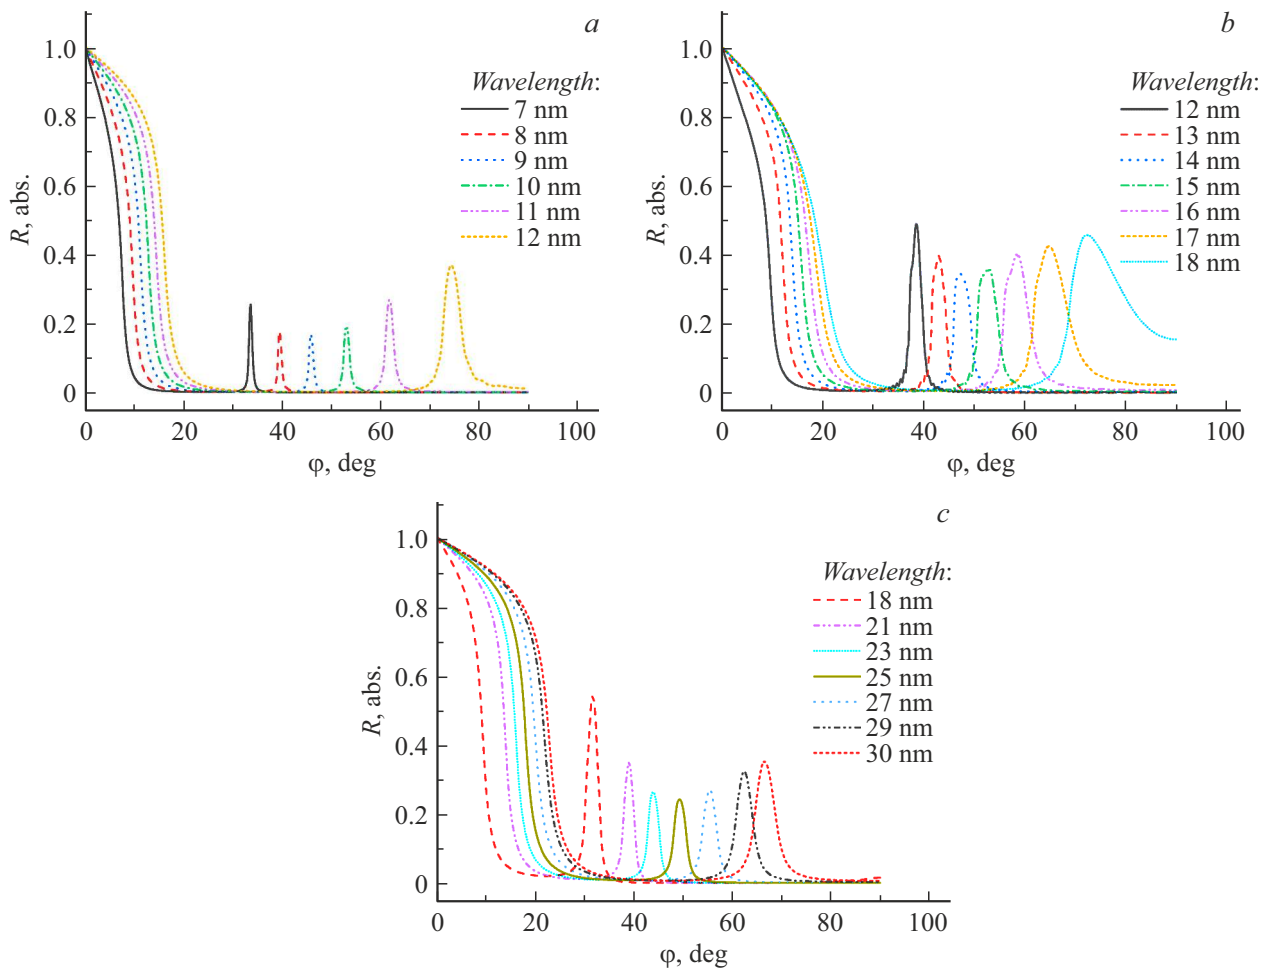 a
Wavelength:
7 nm
8 nm
9 nm
10 nm
11 nm
12 nm
1.0
0.8
0.6
0.4
0.2
0
R, abs.
0 20 40 60 80 100
φ, deg
b
Wavelength:
12 nm
13 nm
14 nm
15 nm
16 nm
17 nm
18 nm
1.0
0.8
0.6
0.4
0.2
0
R, abs.
0 20 40 60 80 100
φ, deg
c
Wavelength:
18 nm
21 nm
23 nm
25 nm
27 nm
29 nm
30 nm
1.0
0.8
0.6
0.4
0.2
0
R, abs.
0 20 40 60 80 100
φ, deg